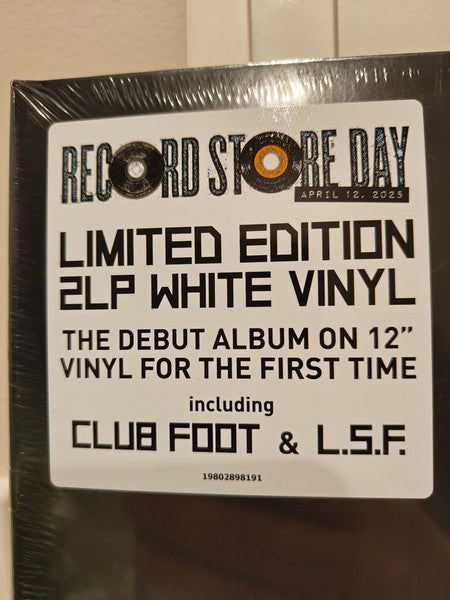 RECORD STORE DAY
APRIL 12, 2025
LIMITED EDITION
2LP WHITE VINYL
THE DEBUT ALBUM ON 12”
VINYL FOR THE FIRST TIME
including
CLUB FOOT & L.S.F.
19802898191